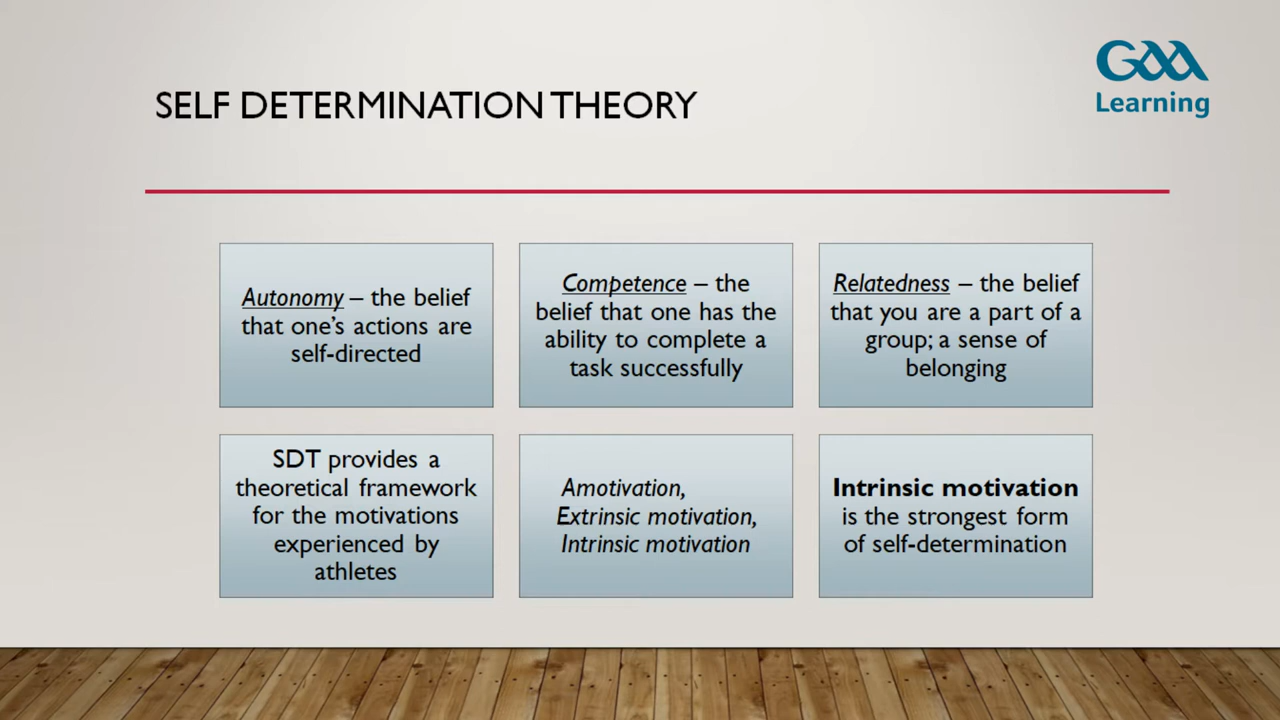 GAA
Learning
SELF DETERMINATION THEORY
Autonomy – the belief
that one's actions are
self-directed
Competence – the
belief that one has the
ability to complete a
task successfully
Relatedness – the belief
that you are a part of a
group; a sense of
belonging
SDT provides a
theoretical framework
for the motivations
experienced by
athletes
Amotivation,
Extrinsic motivation,
Intrinsic motivation
Intrinsic motivation
is the strongest form
of self-determination